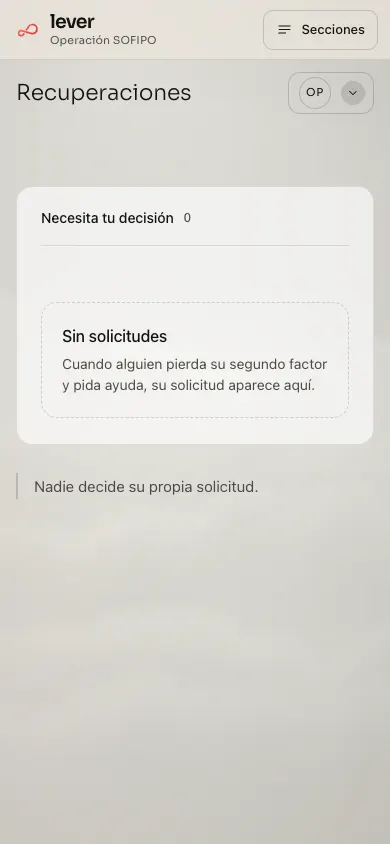 lever
Operación SOFIPO
Secciones
Recuperaciones
OP
Necesita tu decisión 0
Sin solicitudes
Cuando alguien pierda su segundo factor
y pida ayuda, su solicitud aparece aquí.
Nadie decide su propia solicitud.